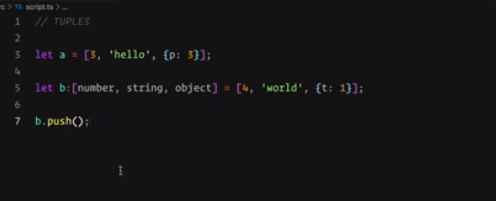 rc > TS script.ts > ...
1 // TUPLES
2
3 let a = [3, 'hello', {p: 3}];
4
5 let b:[number, string, object] = [4, 'world', {t: 1}];
6
7 b.push();